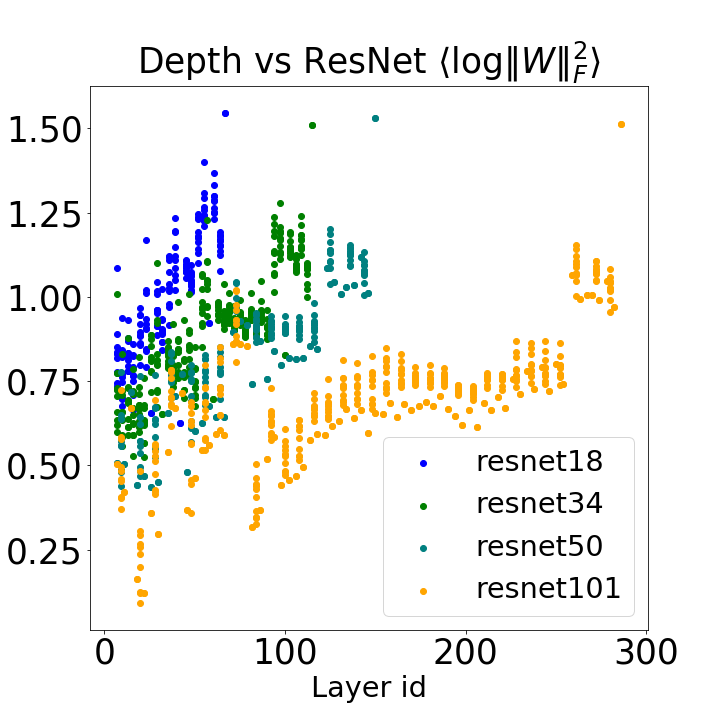 Depth vs ResNet ⟨log‖W‖²_F⟩
1.50
1.25
1.00
0.75
0.50
0.25
0 100 200 300
Layer id
resnet18
resnet34
resnet50
resnet101